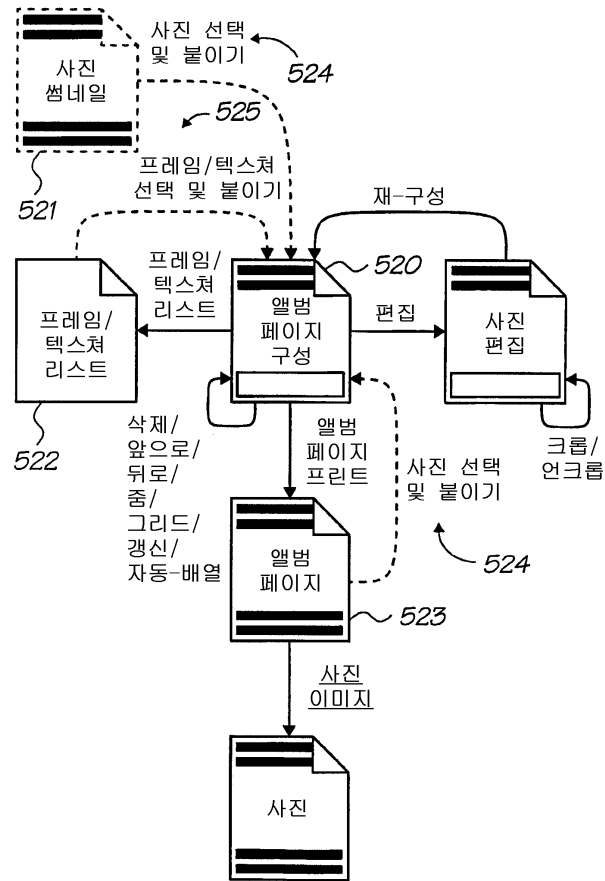 사진
썸네일
521
사진 선택
및 붙이기
524
525
프레임/텍스쳐
선택 및 붙이기
재-구성
520
프레임/
텍스쳐
리스트
522
프레임/
텍스쳐
리스트
앨범
페이지
구성
편집
사진
편집
크롭/
언크롭
삭제/
앞으로/
뒤로/
줌/
그리드/
갱신/
자동-배열
앨범
페이지
프린트
사진 선택
및 붙이기
524
앨범
페이지
523
사진
이미지
사진